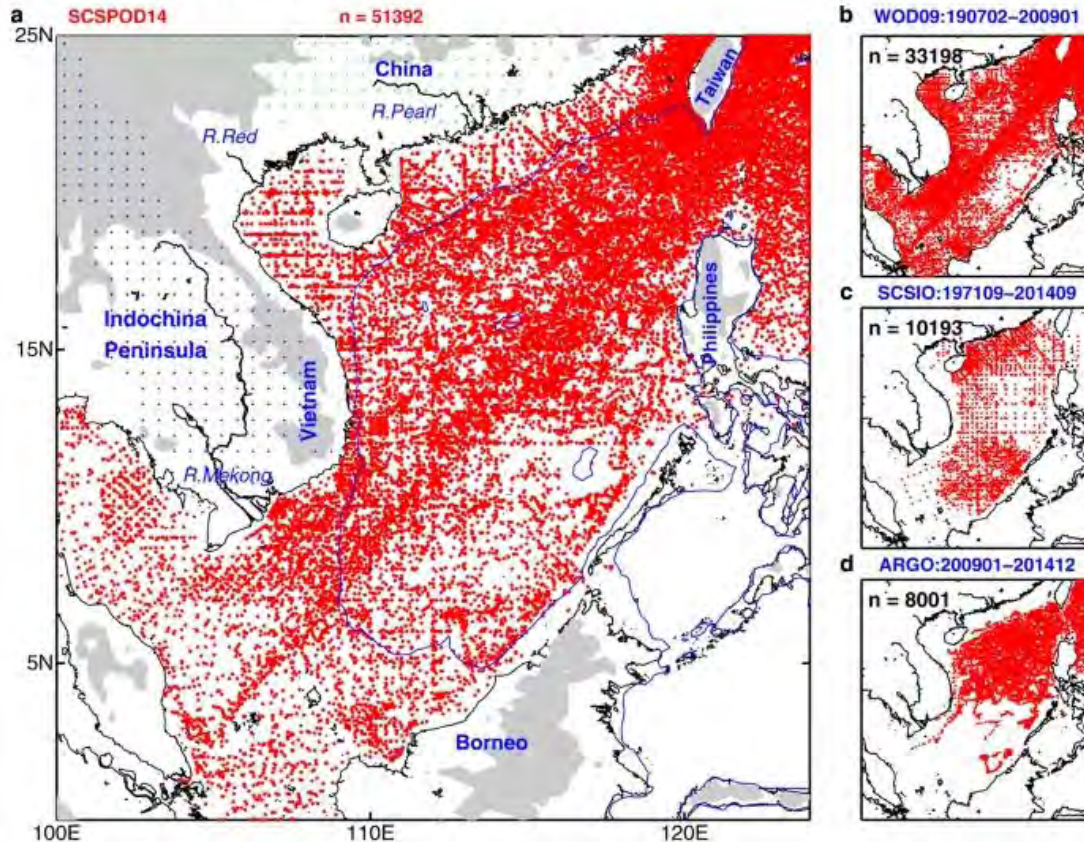 a
SCSPOD14 n = 51392
25N
China
Taiwan
R.Pearl
R.Red
Indochina
Peninsula
15N
Vietnam
Philippines
R.Mekong
5N
Borneo
100E 110E 120E
b WOD09:190702–200901
n = 33198
c SCSIO:197109–201409
n = 10193
d ARGO:200901–201412
n = 8001